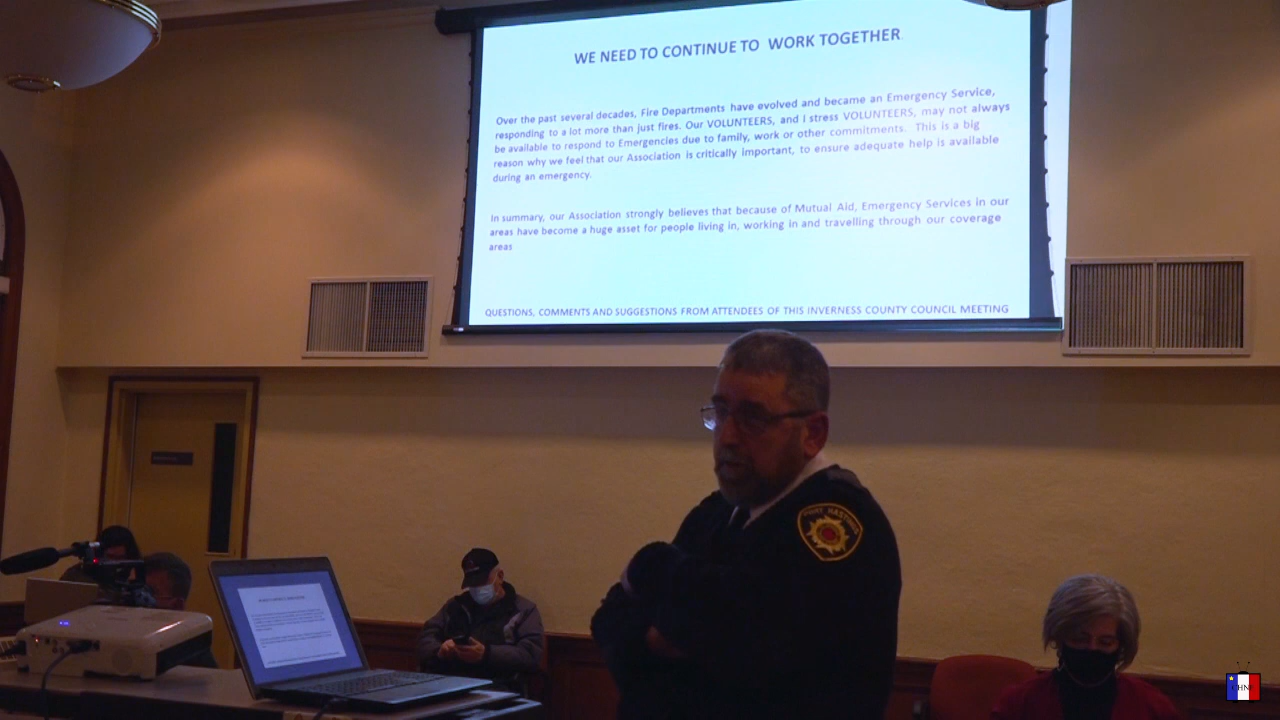 WE NEED TO CONTINUE TO WORK TOGETHER.
Over the past several decades, Fire Departments have evolved and became an Emergency Service,
responding to a lot more than just fires. Our VOLUNTEERS, and I stress VOLUNTEERS, may not always
be available to respond to Emergencies due to family, work or other commitments. This is a big
reason why we feel that our Association is critically important, to ensure adequate help is available
during an emergency.
In summary, our Association strongly believes that because of Mutual Aid, Emergency Services in our
areas have become a huge asset for people living in, working in and travelling through our coverage
areas
QUESTIONS, COMMENTS AND SUGGESTIONS FROM ATTENDEES OF THIS INVERNESS COUNTY COUNCIL MEETING
PORT HASTINGS